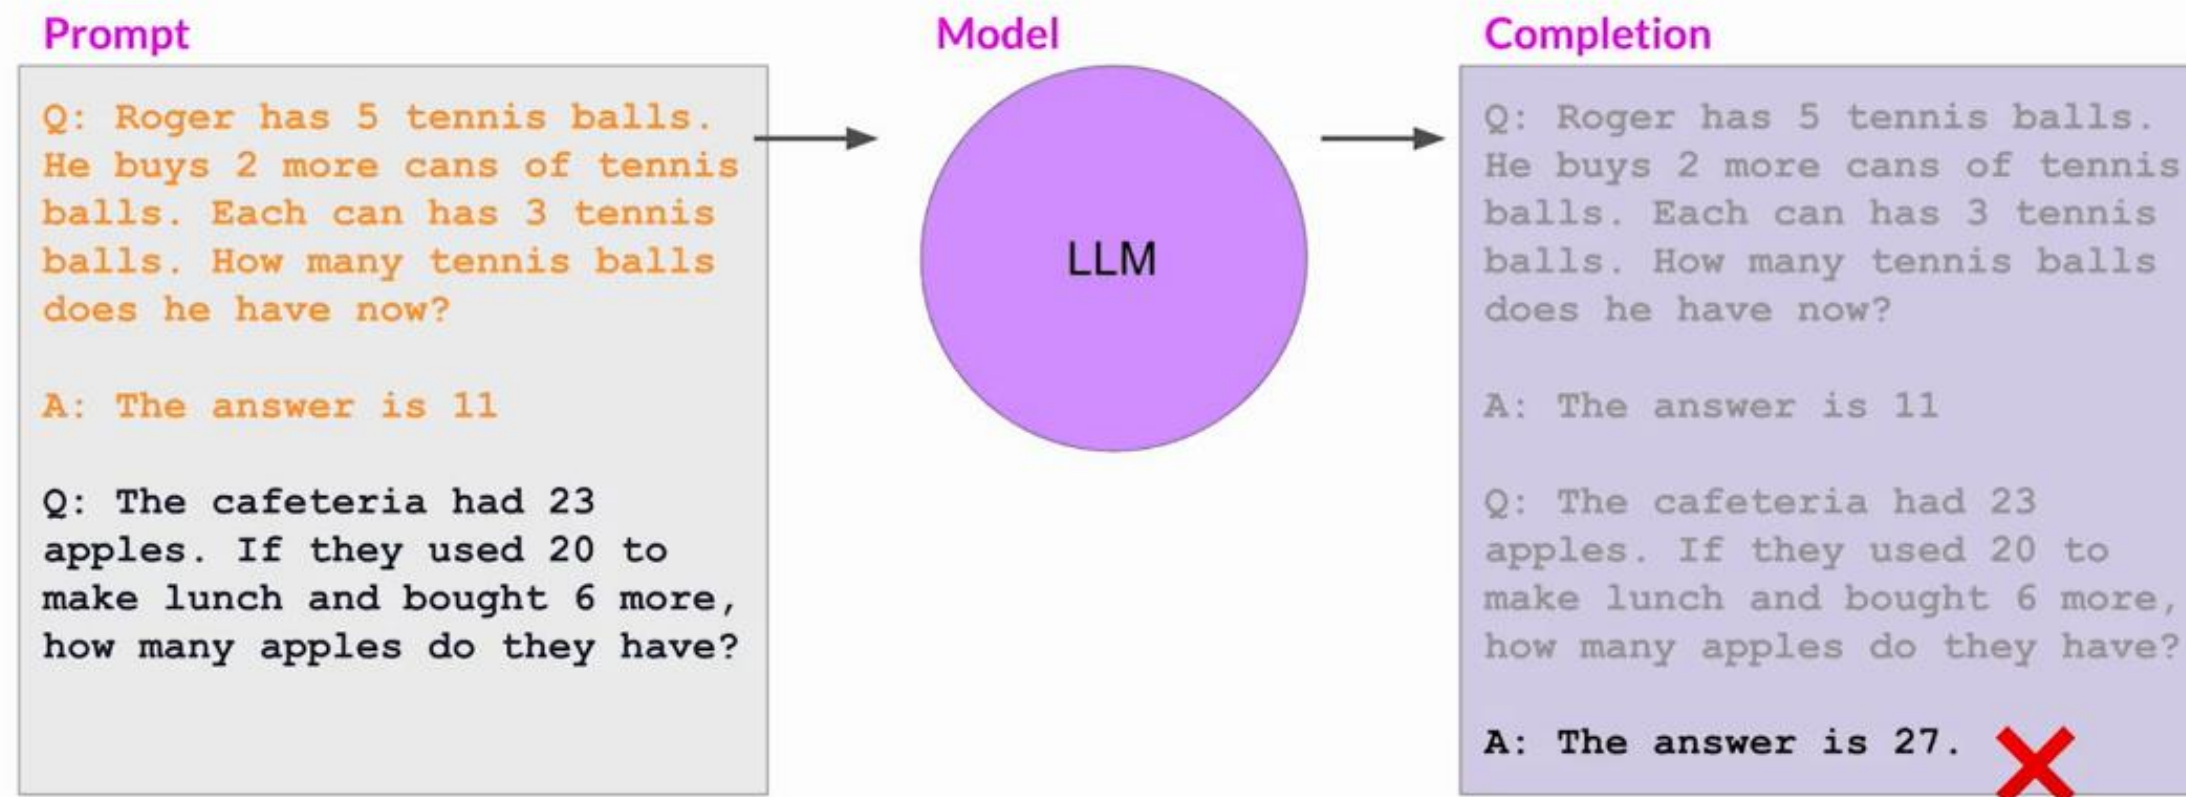 Prompt
Q: Roger has 5 tennis balls.
He buys 2 more cans of tennis
balls. Each can has 3 tennis
balls. How many tennis balls
does he have now?
A: The answer is 11
Q: The cafeteria had 23
apples. If they used 20 to
make lunch and bought 6 more,
how many apples do they have?
Model
LLM
Completion
Q: Roger has 5 tennis balls.
He buys 2 more cans of tennis
balls. Each can has 3 tennis
balls. How many tennis balls
does he have now?
A: The answer is 11
Q: The cafeteria had 23
apples. If they used 20 to
make lunch and bought 6 more,
how many apples do they have?
A: The answer is 27.